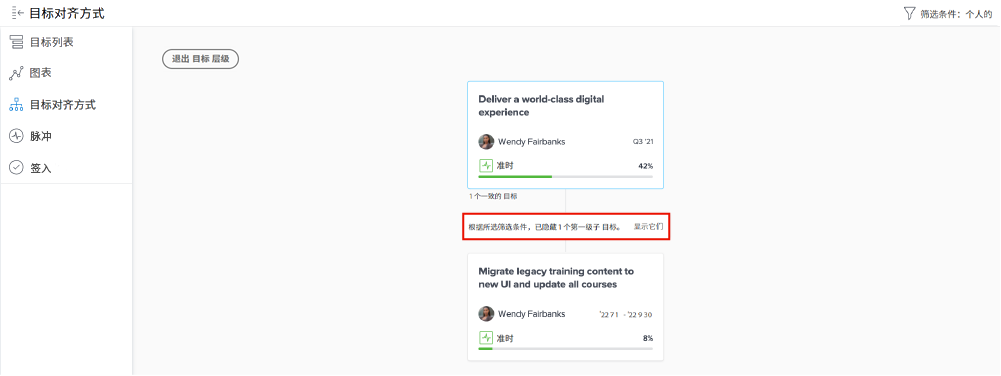 目标对齐方式
筛选条件：个人的
目标列表
图表
目标对齐方式
脉冲
签入
退出 目标 层级
Deliver a world-class digital
experience
Wendy Fairbanks Q3 '21
准时 42%
1 个一致的 目标
根据所选筛选条件，已隐藏 1 个第一级子 目标。 显示它们
Migrate legacy training content to
new UI and update all courses
Wendy Fairbanks '22 7 1 - '22 9 30
准时 8%